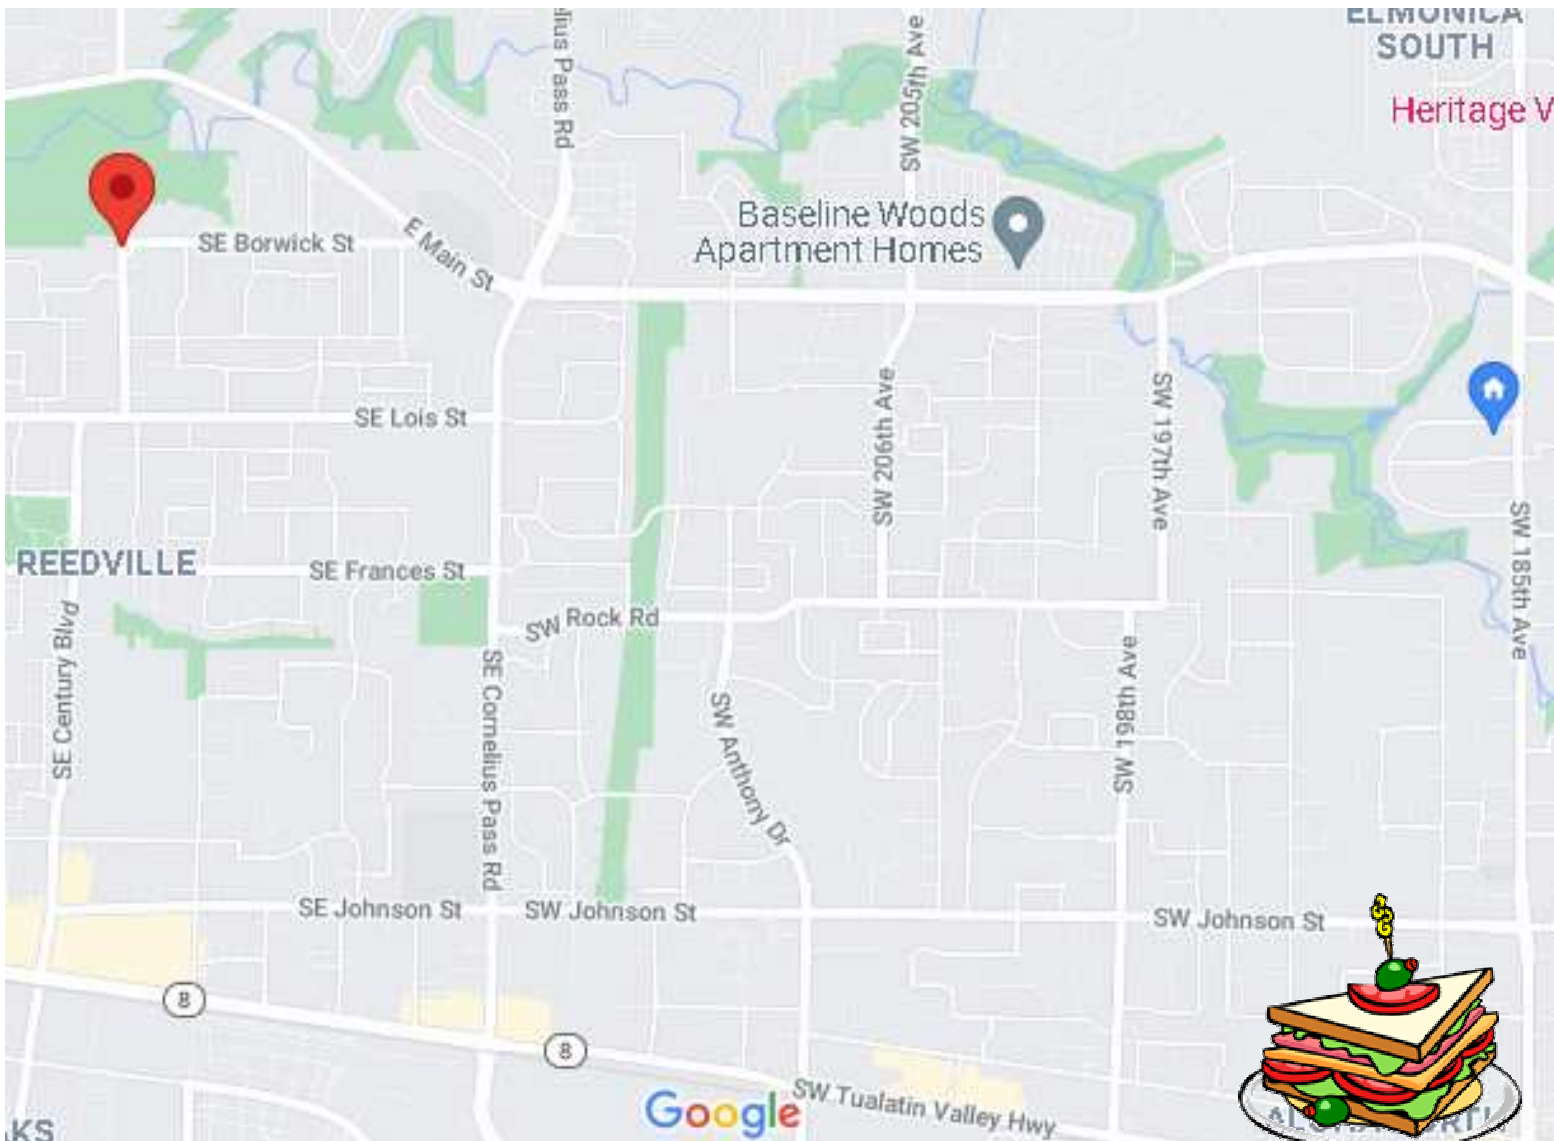 ELMONICA
SOUTH
Heritage V
lius Pass Rd
SW 205th Ave
Baseline Woods
Apartment Homes
SE Borwick St
E Main St
SE Lois St
SW 206th Ave
SW 197th Ave
SW 185th Ave
REEDVILLE
SE Frances St
SW Rock Rd
SE Century Blvd
SE Cornelius Pass Rd
SW Anthony Dr
SW 198th Ave
SE Johnson St
SW Johnson St
SW Johnson St
8
8
SW Tualatin Valley Hwy
Google
KS